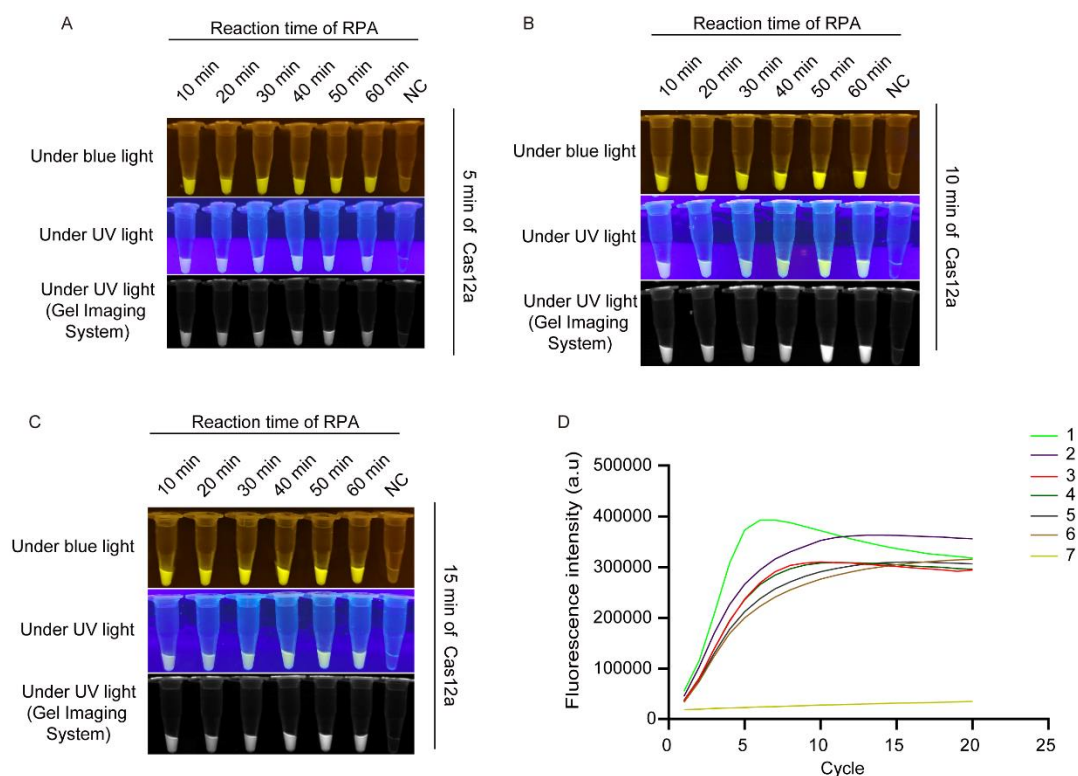 A
Reaction time of RPA
10 min
20 min
30 min
40 min
50 min
60 min
NC
Under blue light
Under UV light
Under UV light
(Gel Imaging
System)
5 min of Cas12a
B
Reaction time of RPA
10 min
20 min
30 min
40 min
50 min
60 min
NC
Under blue light
Under UV light
Under UV light
(Gel Imaging
System)
10 min of Cas12a
C
Reaction time of RPA
10 min
20 min
30 min
40 min
50 min
60 min
NC
Under blue light
Under UV light
Under UV light
(Gel Imaging
System)
15 min of Cas12a
D
1
2
3
4
5
6
7
Fluorescence intensity (a.u)
500000
400000
300000
200000
100000
0
0 5 10 15 20 25
Cycle